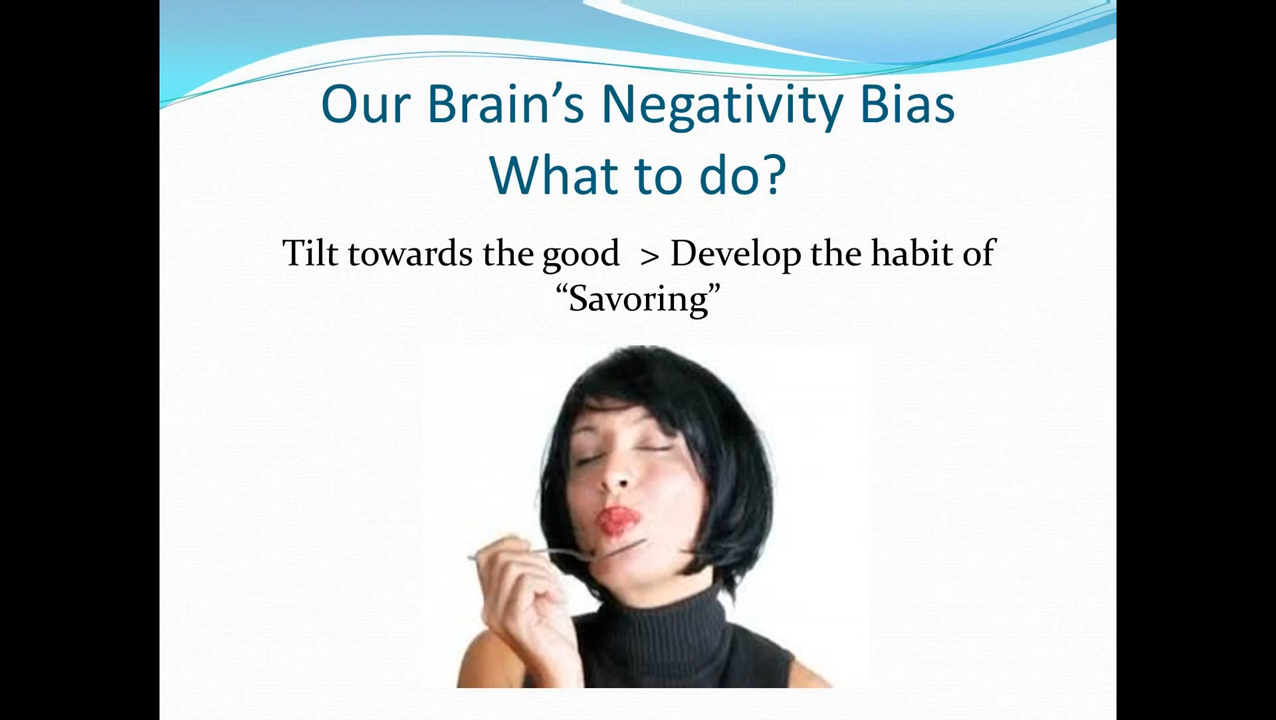 Our Brain’s Negativity Bias
What to do?
Tilt towards the good > Develop the habit of
“Savoring”